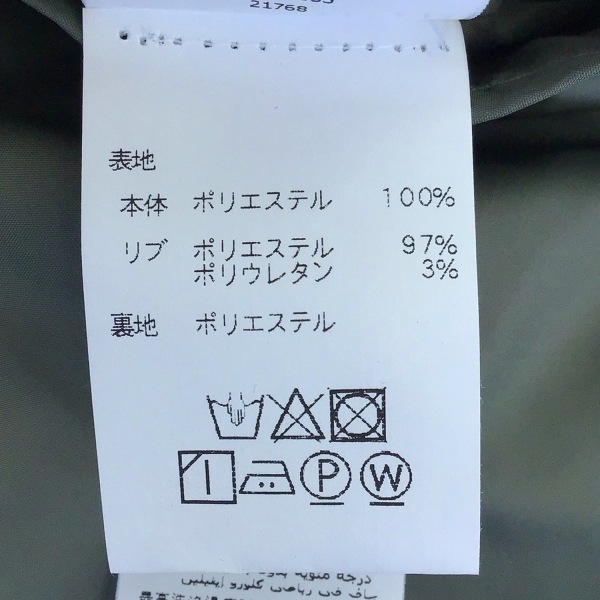 21768
表地
本体 ポリエステル 100%
リブ ポリエステル 97%
ポリウレタン 3%
裏地 ポリエステル
P W